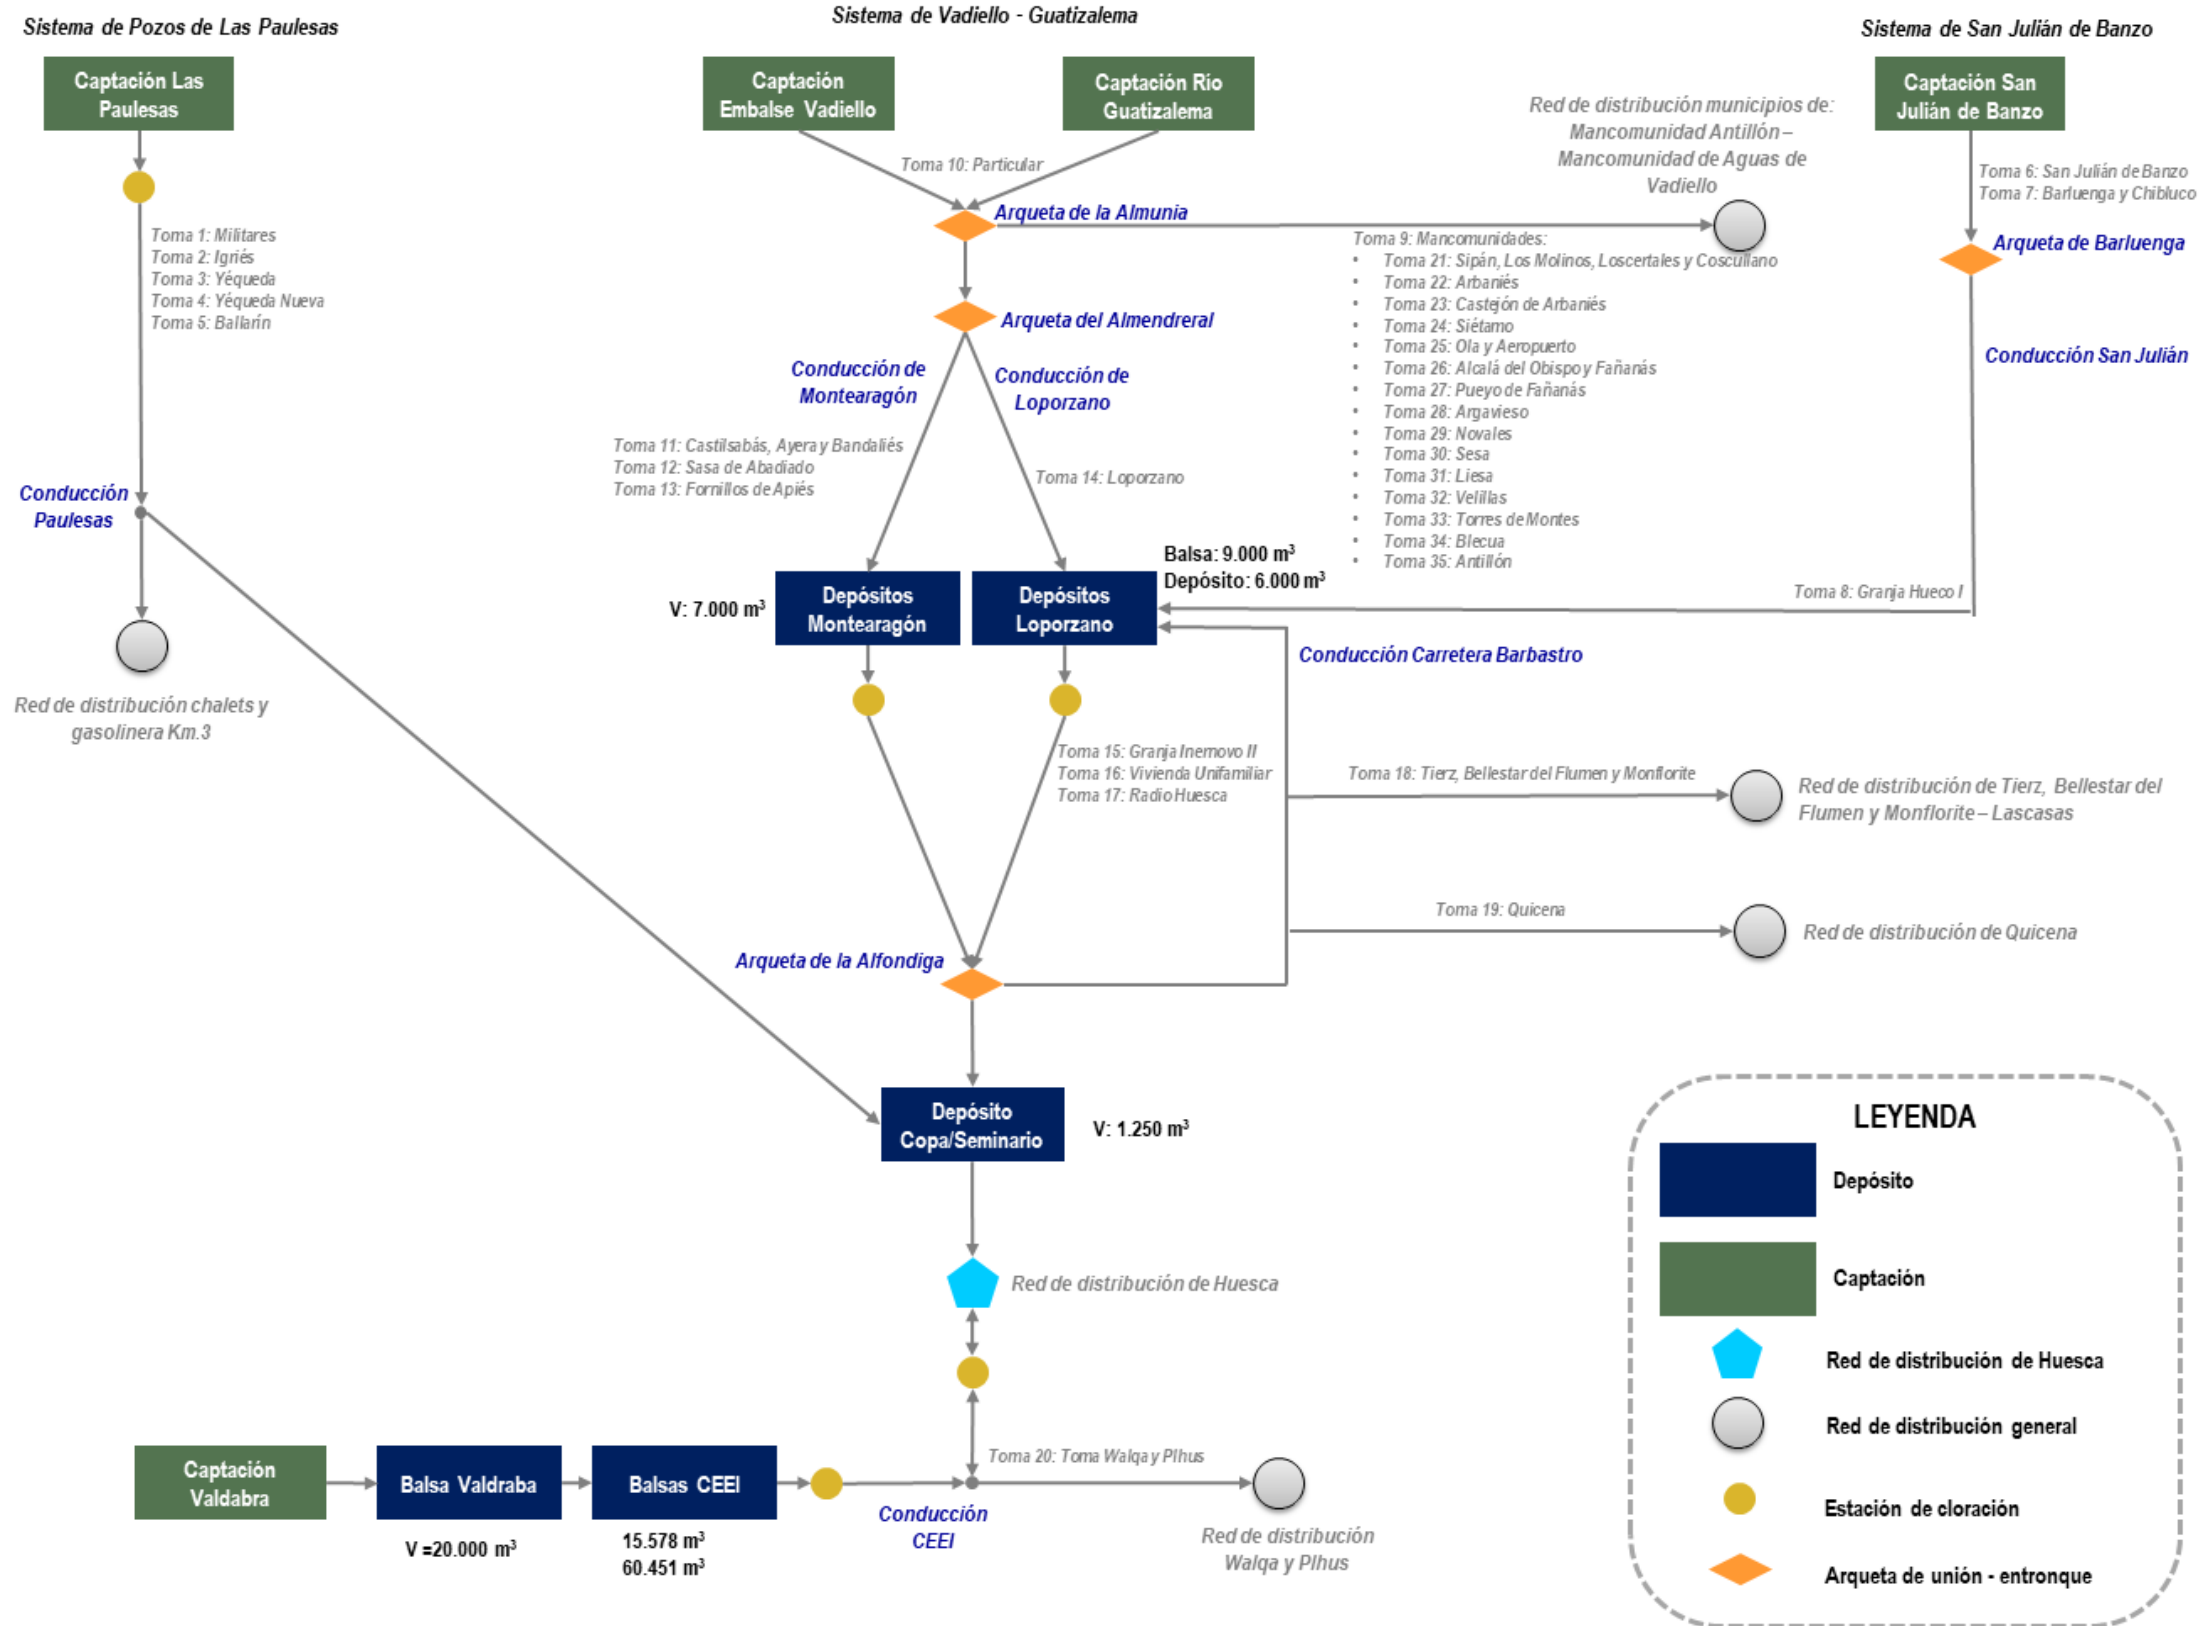 Sistema de Pozos de Las Paulesas
Sistema de Vadiello - Guatizalema
Sistema de San Julián de Banzo
Captación Las
Paulesas
Captación
Embalse Vadiello
Captación Río
Guatizalema
Captación San
Julián de Banzo
Red de distribución municipios de:
Mancomunidad Antillón –
Mancomunidad de Aguas de
Vadiello
Toma 10: Particular
Toma 6: San Julián de Banzo
Toma 7: Barluenga y Chibluco
Arqueta de la Almunia
Arqueta de Barluenga
Toma 1: Militares
Toma 2: Igriés
Toma 3: Yéqueda
Toma 4: Yéqueda Nueva
Toma 5: Ballarín
Toma 9: Mancomunidades:
• Toma 21: Sipán, Los Molinos, Loscertales y Coscullano
• Toma 22: Arbaniés
• Toma 23: Castejón de Arbaniés
• Toma 24: Siétamo
• Toma 25: Ola y Aeropuerto
• Toma 26: Alcalá del Obispo y Fañanás
• Toma 27: Pueyo de Fañanás
• Toma 28: Argavieso
• Toma 29: Novales
• Toma 30: Sesa
• Toma 31: Liesa
• Toma 32: Velillas
• Toma 33: Torres de Montes
• Toma 34: Blecua
• Toma 35: Antillón
Arqueta del Almendreral
Conducción San Julián
Conducción de
Montearagón
Conducción de
Loporzano
Toma 11: Castilsabás, Ayera y Bandaliés
Toma 12: Sasa de Abadiado
Toma 13: Fornillos de Apiés
Toma 14: Loporzano
Conducción
Paulesas
Balsa: 9.000 m³
Depósito: 6.000 m³
V: 7.000 m³
Depósitos
Montearagón
Depósitos
Loporzano
Toma 8: Granja Hueco I
Conducción Carretera Barbastro
Red de distribución chalets y
gasolinera Km.3
Toma 15: Granja Inemovo II
Toma 16: Vivienda Unifamiliar
Toma 17: Radio Huesca
Toma 18: Tierz, Bellestar del Flumen y Monflorite
Red de distribución de Tierz, Bellestar del
Flumen y Monflorite – Lascasas
Toma 19: Quicena
Red de distribución de Quicena
Arqueta de la Alfondiga
Depósito
Copa/Seminario
V: 1.250 m³
Red de distribución de Huesca
Toma 20: Toma Walqa y Plhus
Captación
Valdabra
Balsa Valdraba
Balsas CEEI
V =20.000 m³
15.578 m³
60.451 m³
Conducción
CEEI
Red de distribución
Walqa y Plhus
LEYENDA
Depósito
Captación
Red de distribución de Huesca
Red de distribución general
Estación de cloración
Arqueta de unión - entronque